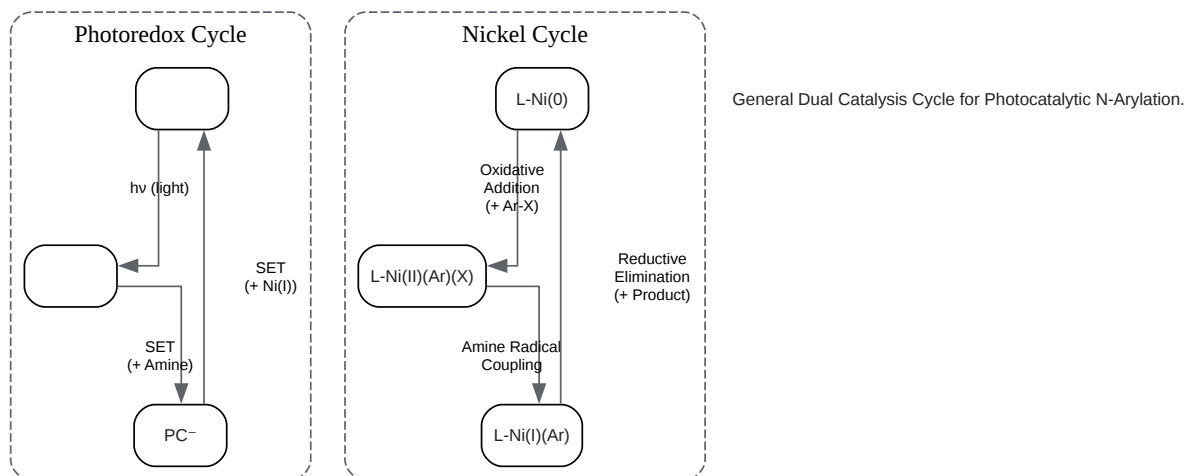 Photoredox Cycle
hν (light)
SET
(+ Ni(I))
SET
(+ Amine)
PC⁻
Nickel Cycle
L-Ni(0)
Oxidative
Addition
(+ Ar-X)
L-Ni(II)(Ar)(X)
Reductive
Elimination
(+ Product)
Amine Radical
Coupling
L-Ni(I)(Ar)
General Dual Catalysis Cycle for Photocatalytic N-Arylation.